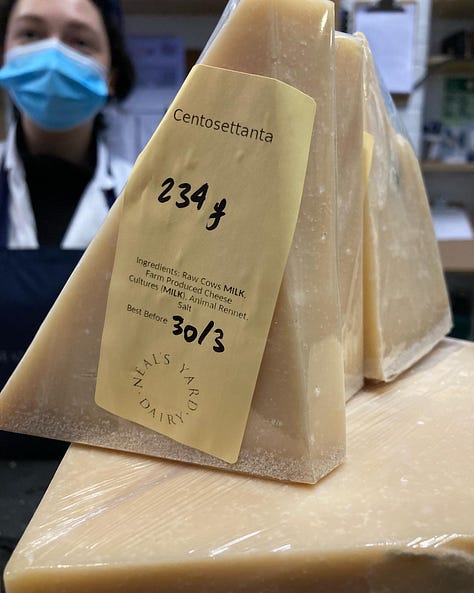 Centosettanta
234g
Ingredients: Raw Cows MILK,
Farm Produced Cheese
Cultures (MILK), Animal Rennet,
Salt
Best Before 30/3
NEAL'S YARD
DAIRY